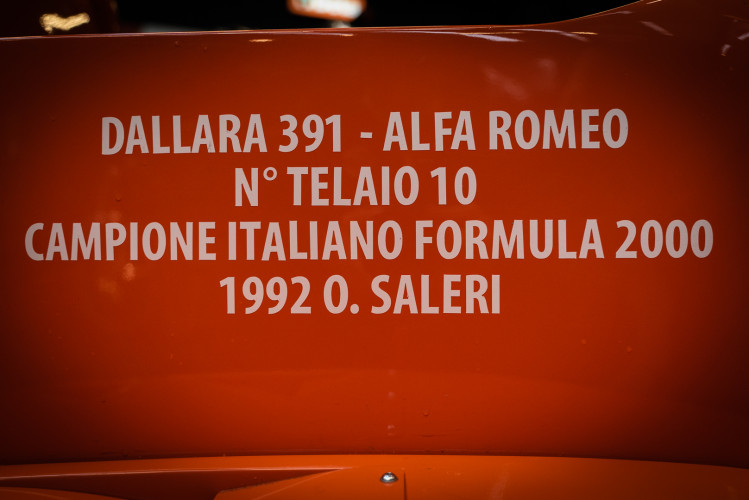 DALLARA 391 - ALFA ROMEO
N° TELAIO 10
CAMPIONE ITALIANO FORMULA 2000
1992 O. SALERI